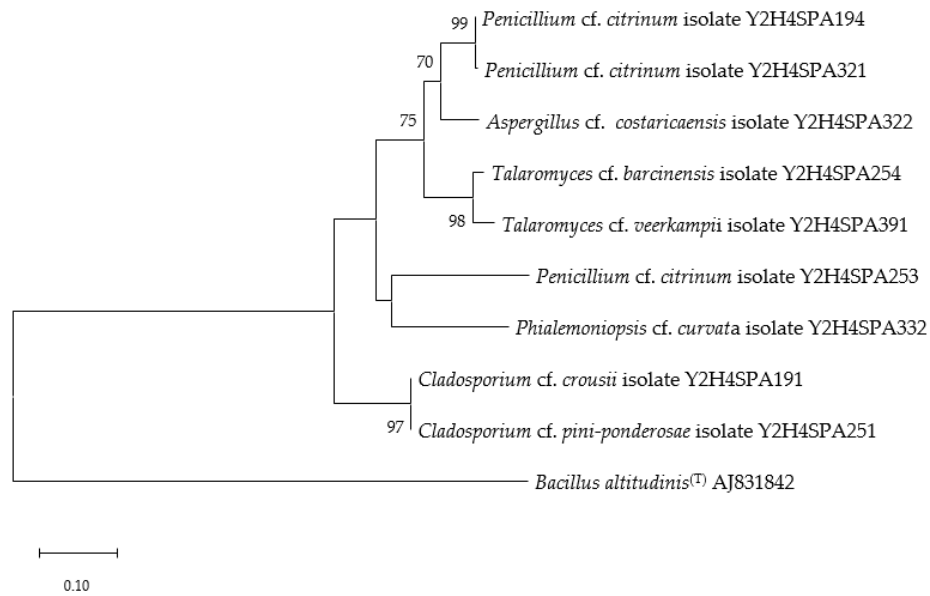 99
Penicillium cf. citrinum isolate Y2H4SPA194
70
Penicillium cf. citrinum isolate Y2H4SPA321
75
Aspergillus cf. costaricaensis isolate Y2H4SPA322
Talaromyces cf. barcinensis isolate Y2H4SPA254
98
Talaromyces cf. veerkampii isolate Y2H4SPA391
Penicillium cf. citrinum isolate Y2H4SPA253
Phialemoniopsis cf. curvata isolate Y2H4SPA332
Cladosporium cf. crousii isolate Y2H4SPA191
97
Cladosporium cf. pini-ponderosae isolate Y2H4SPA251
Bacillus altitudinis(T) AJ831842
0.10